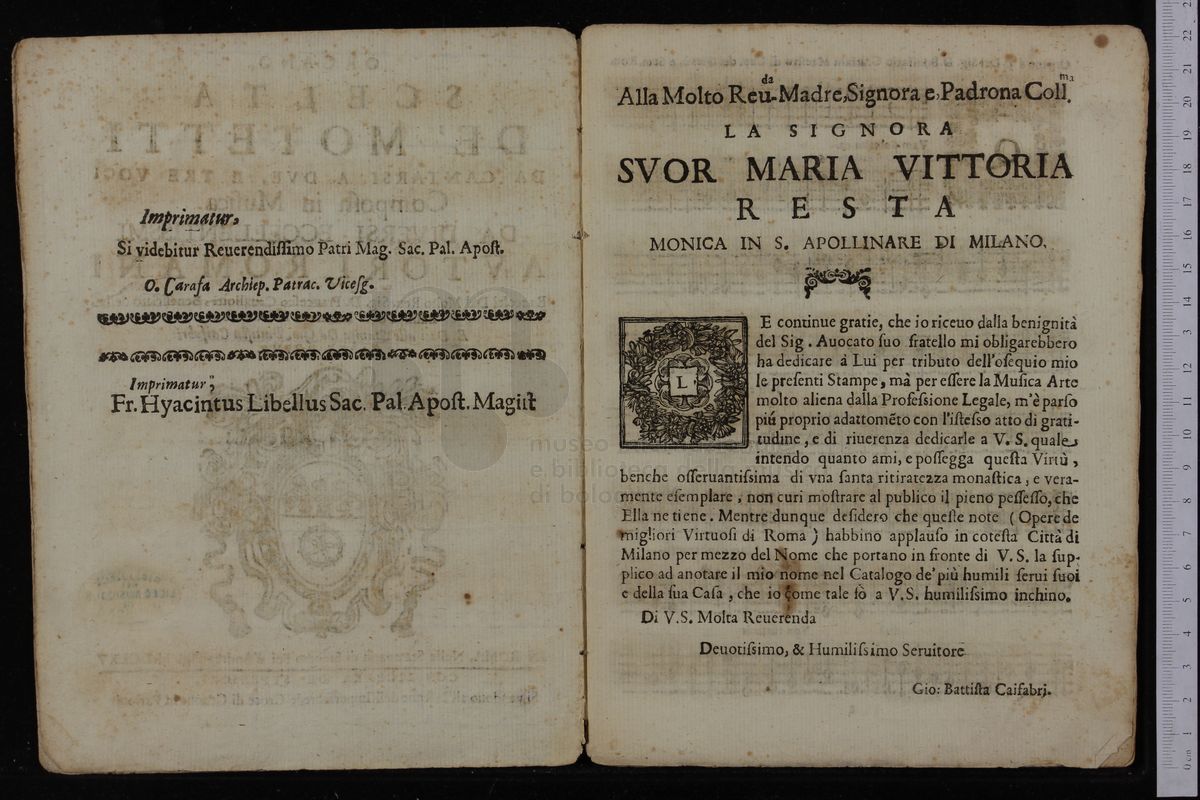 Imprimatur,
Si videbitur Reuerendiſſimo Patri Mag. Sac. Pal. Apoſt.
O. Carafa Archiep. Patrac. Viceſg.
Imprimatur,
Fr. Hyacintus Libellus Sac. Pal. Apoſt. Magiſt
Alla Molto Reu.da Madre, Signora e, Padrona Coll.ma
LA SIGNORA
SVOR MARIA VITTORIA
RESTA
MONICA IN S. APOLLINARE DI MILANO.
L E continue gratie, che io riceuo dalla benignità
del Sig. Auocato ſuo fratello mi obligarebbero
ha dedicare à Lui per tributo dell'oſequio mio
le preſenti Stampe, mà per eſſere la Muſica Arte
molto aliena dalla Profeſsione Legale, m'è parſo
più proprio adattomẽto con l'iſteſso atto di grati-
tudine, e di riuerenza dedicarle a V. S. quale
intendo quanto ami, e poſſegga queſta Virtù,
benche oſſeruantiſsima di vna ſanta ritiratezza monaſtica, e vera-
mente eſemplare, non curi moſtrare al publico il pieno peſſeſſo, che
Ella ne tiene. Mentre dunque deſidero che queſte note (Opere de
migliori Virtuoſi di Roma) habbino applauſo in coteſta Città di
Milano per mezzo del Nome che portano in fronte di V. S. la ſup-
plico ad anotare il mio nome nel Catalogo de'più humili ſerui ſuoi
e della ſua Caſa, che io come tale fò a V.S. humiliſsimo inchino.
Di V.S. Molta Reuerenda
Deuotiſsimo, & Humiliſsimo Seruitore
Gio: Battiſta Caifabri.
museo
e biblioteca della musica
di bologna